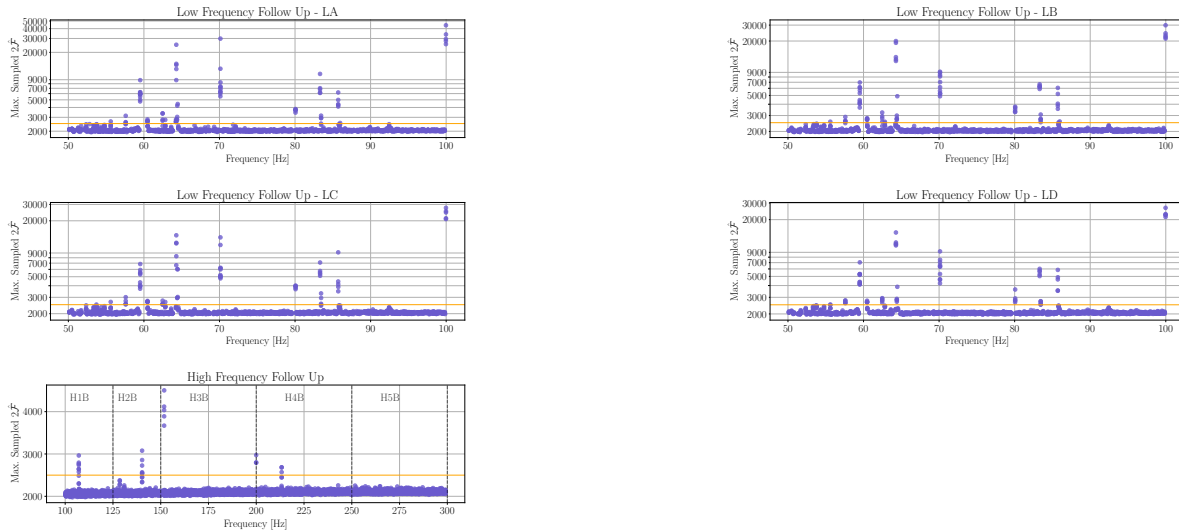 Low Frequency Follow Up - LA
Max. Sampled 2F̃
50000
40000
30000
9000
7000
5000
3000
2000
50 60 70 80 90 100
Frequency [Hz]
Low Frequency Follow Up - LB
Max. Sampled 2F̃
30000
20000
9000
7000
5000
3000
2000
50 60 70 80 90 100
Frequency [Hz]
Low Frequency Follow Up - LC
Max. Sampled 2F̃
30000
20000
9000
7000
5000
3000
2000
50 60 70 80 90 100
Frequency [Hz]
Low Frequency Follow Up - LD
Max. Sampled 2F̃
30000
20000
9000
7000
5000
3000
2000
50 60 70 80 90 100
Frequency [Hz]
High Frequency Follow Up
Max. Sampled 2F̃
H1B H2B H3B H4B H5B
4000
3000
2000
100 125 150 175 200 225 250 275 300
Frequency [Hz]